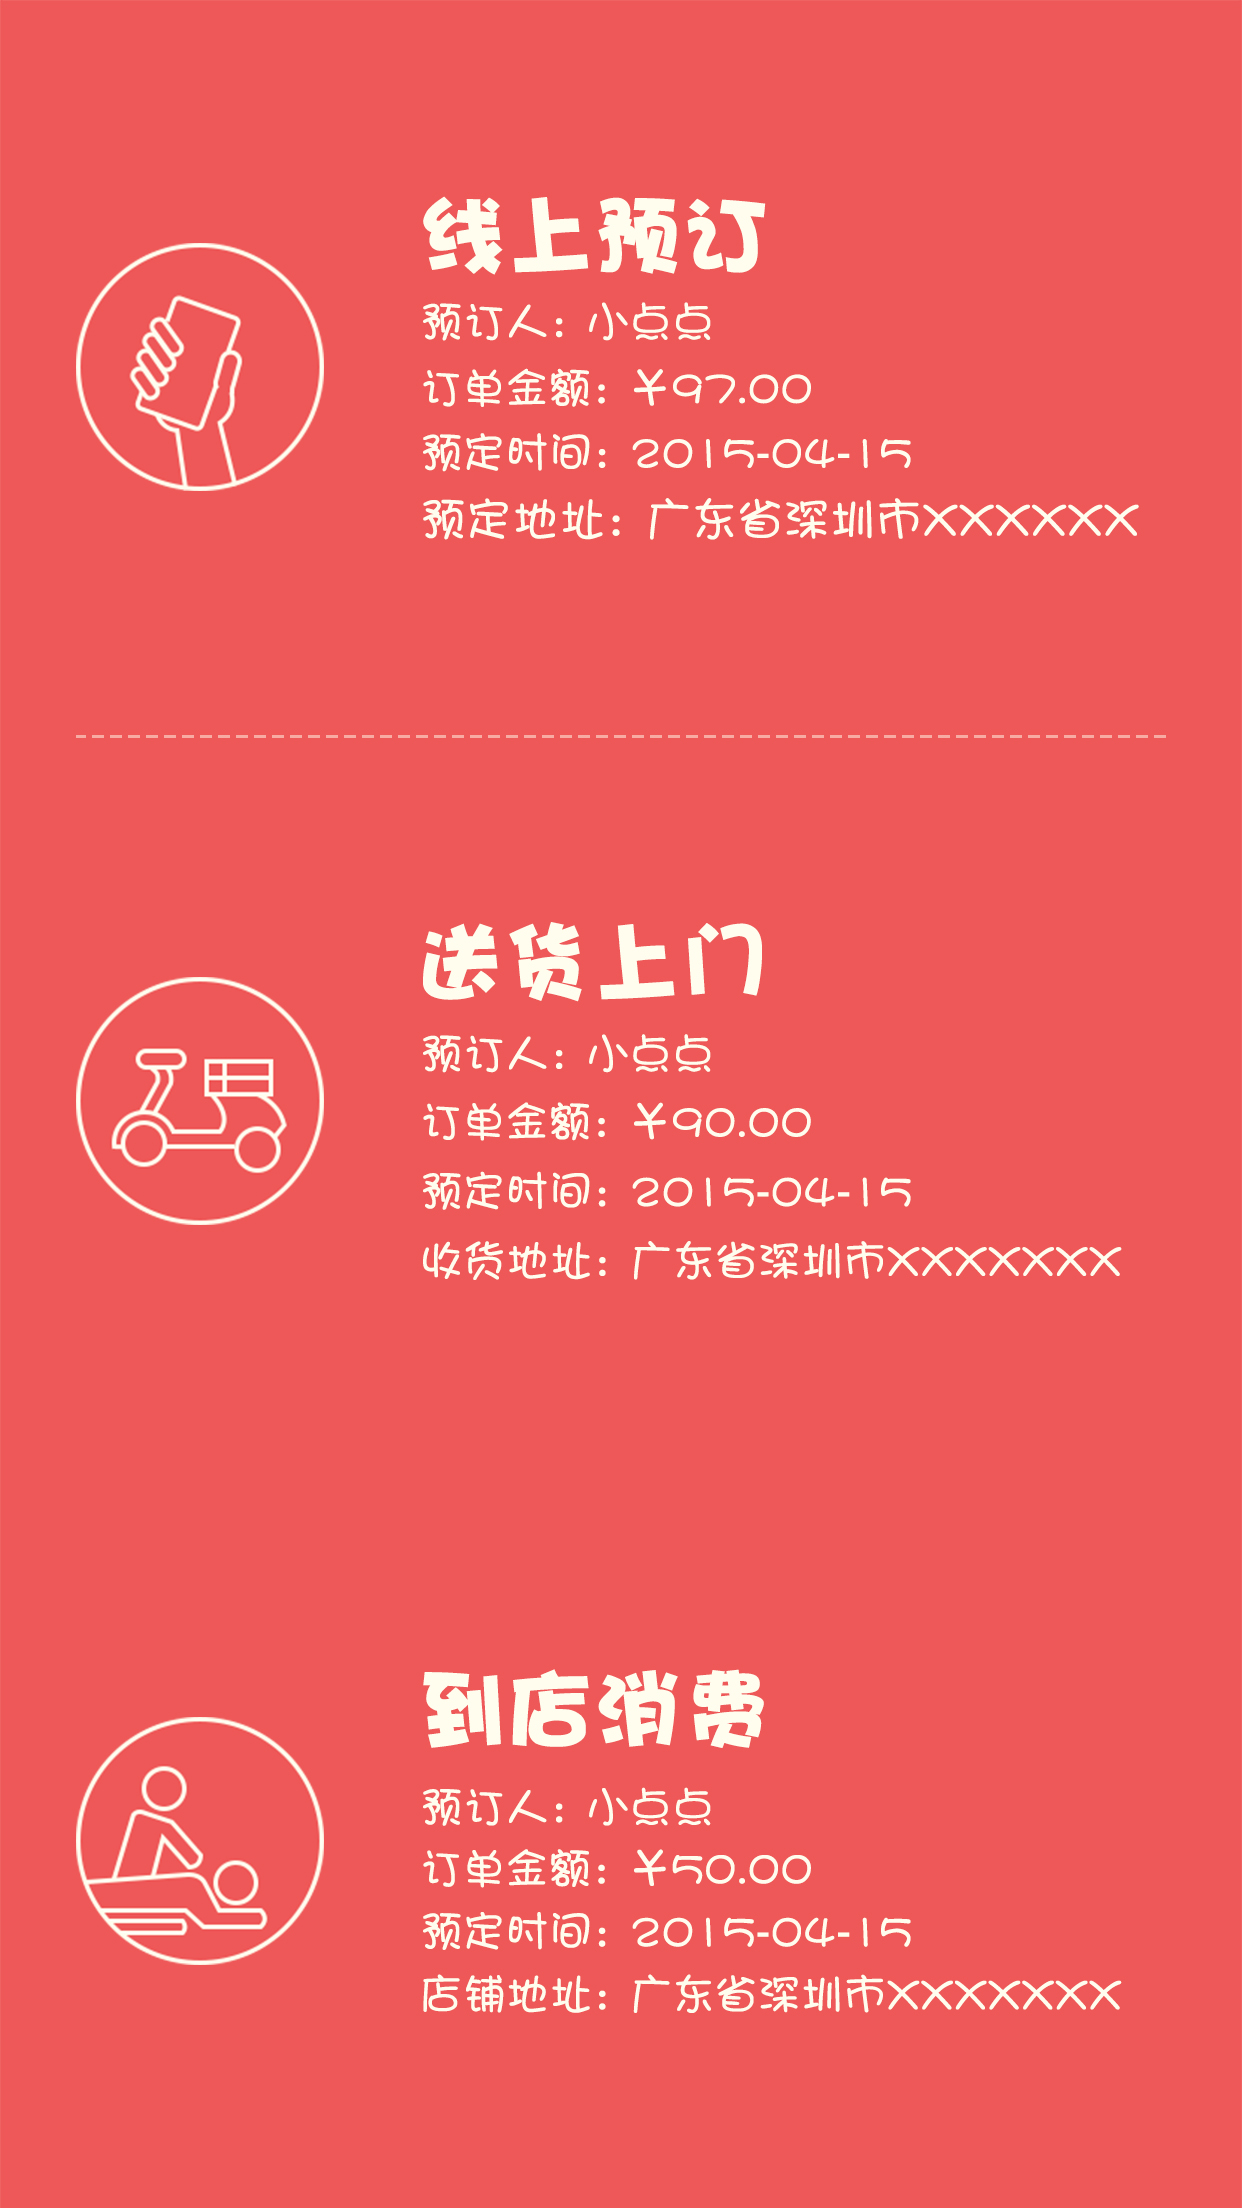 线上预订
预订人：小点点
订单金额：￥97.00
预定时间：2015-04-15
预定地址：广东省深圳市XXXXXX
送货上门
预订人：小点点
订单金额：￥90.00
预定时间：2015-04-15
收货地址：广东省深圳市XXXXXXX
到店消费
预订人：小点点
订单金额：￥50.00
预定时间：2015-04-15
店铺地址：广东省深圳市XXXXXXX